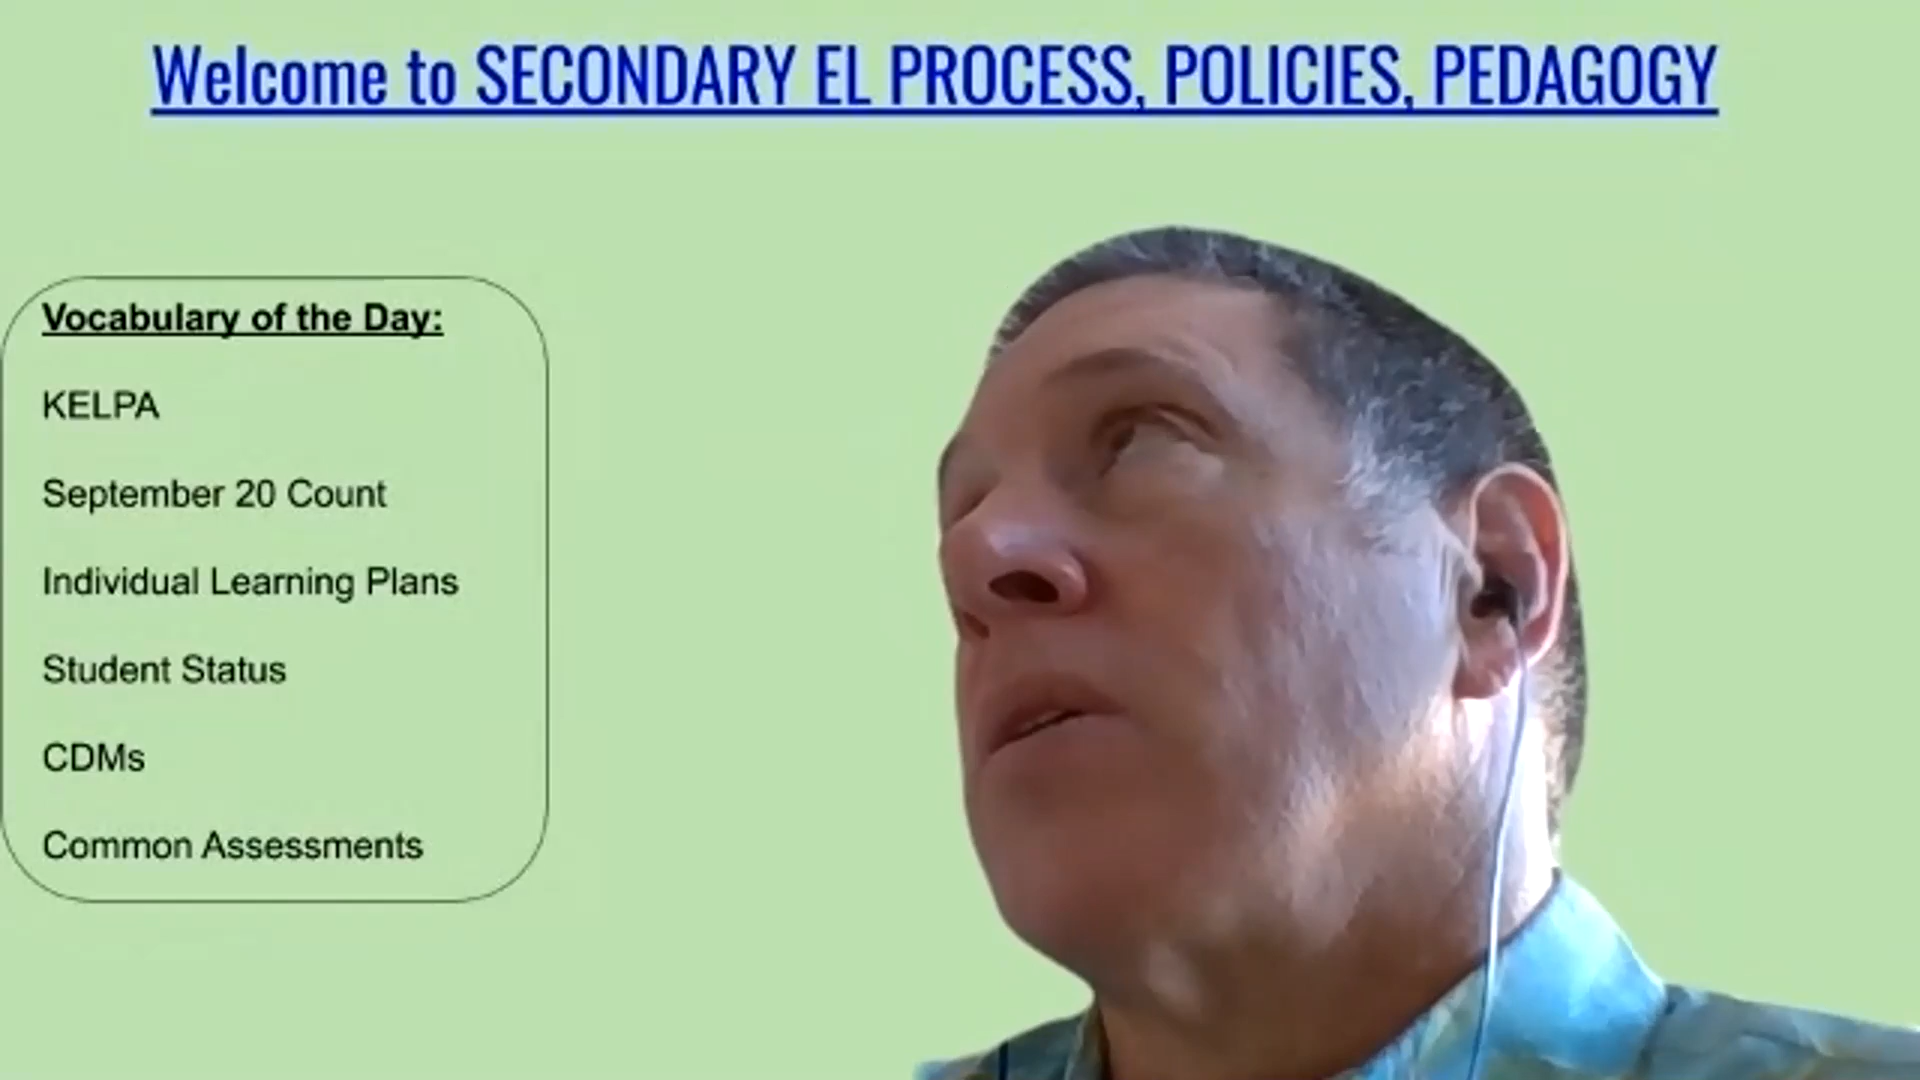 Welcome to SECONDARY EL PROCESS, POLICIES, PEDAGOGY
Vocabulary of the Day:
KELPA
September 20 Count
Individual Learning Plans
Student Status
CDMs
Common Assessments